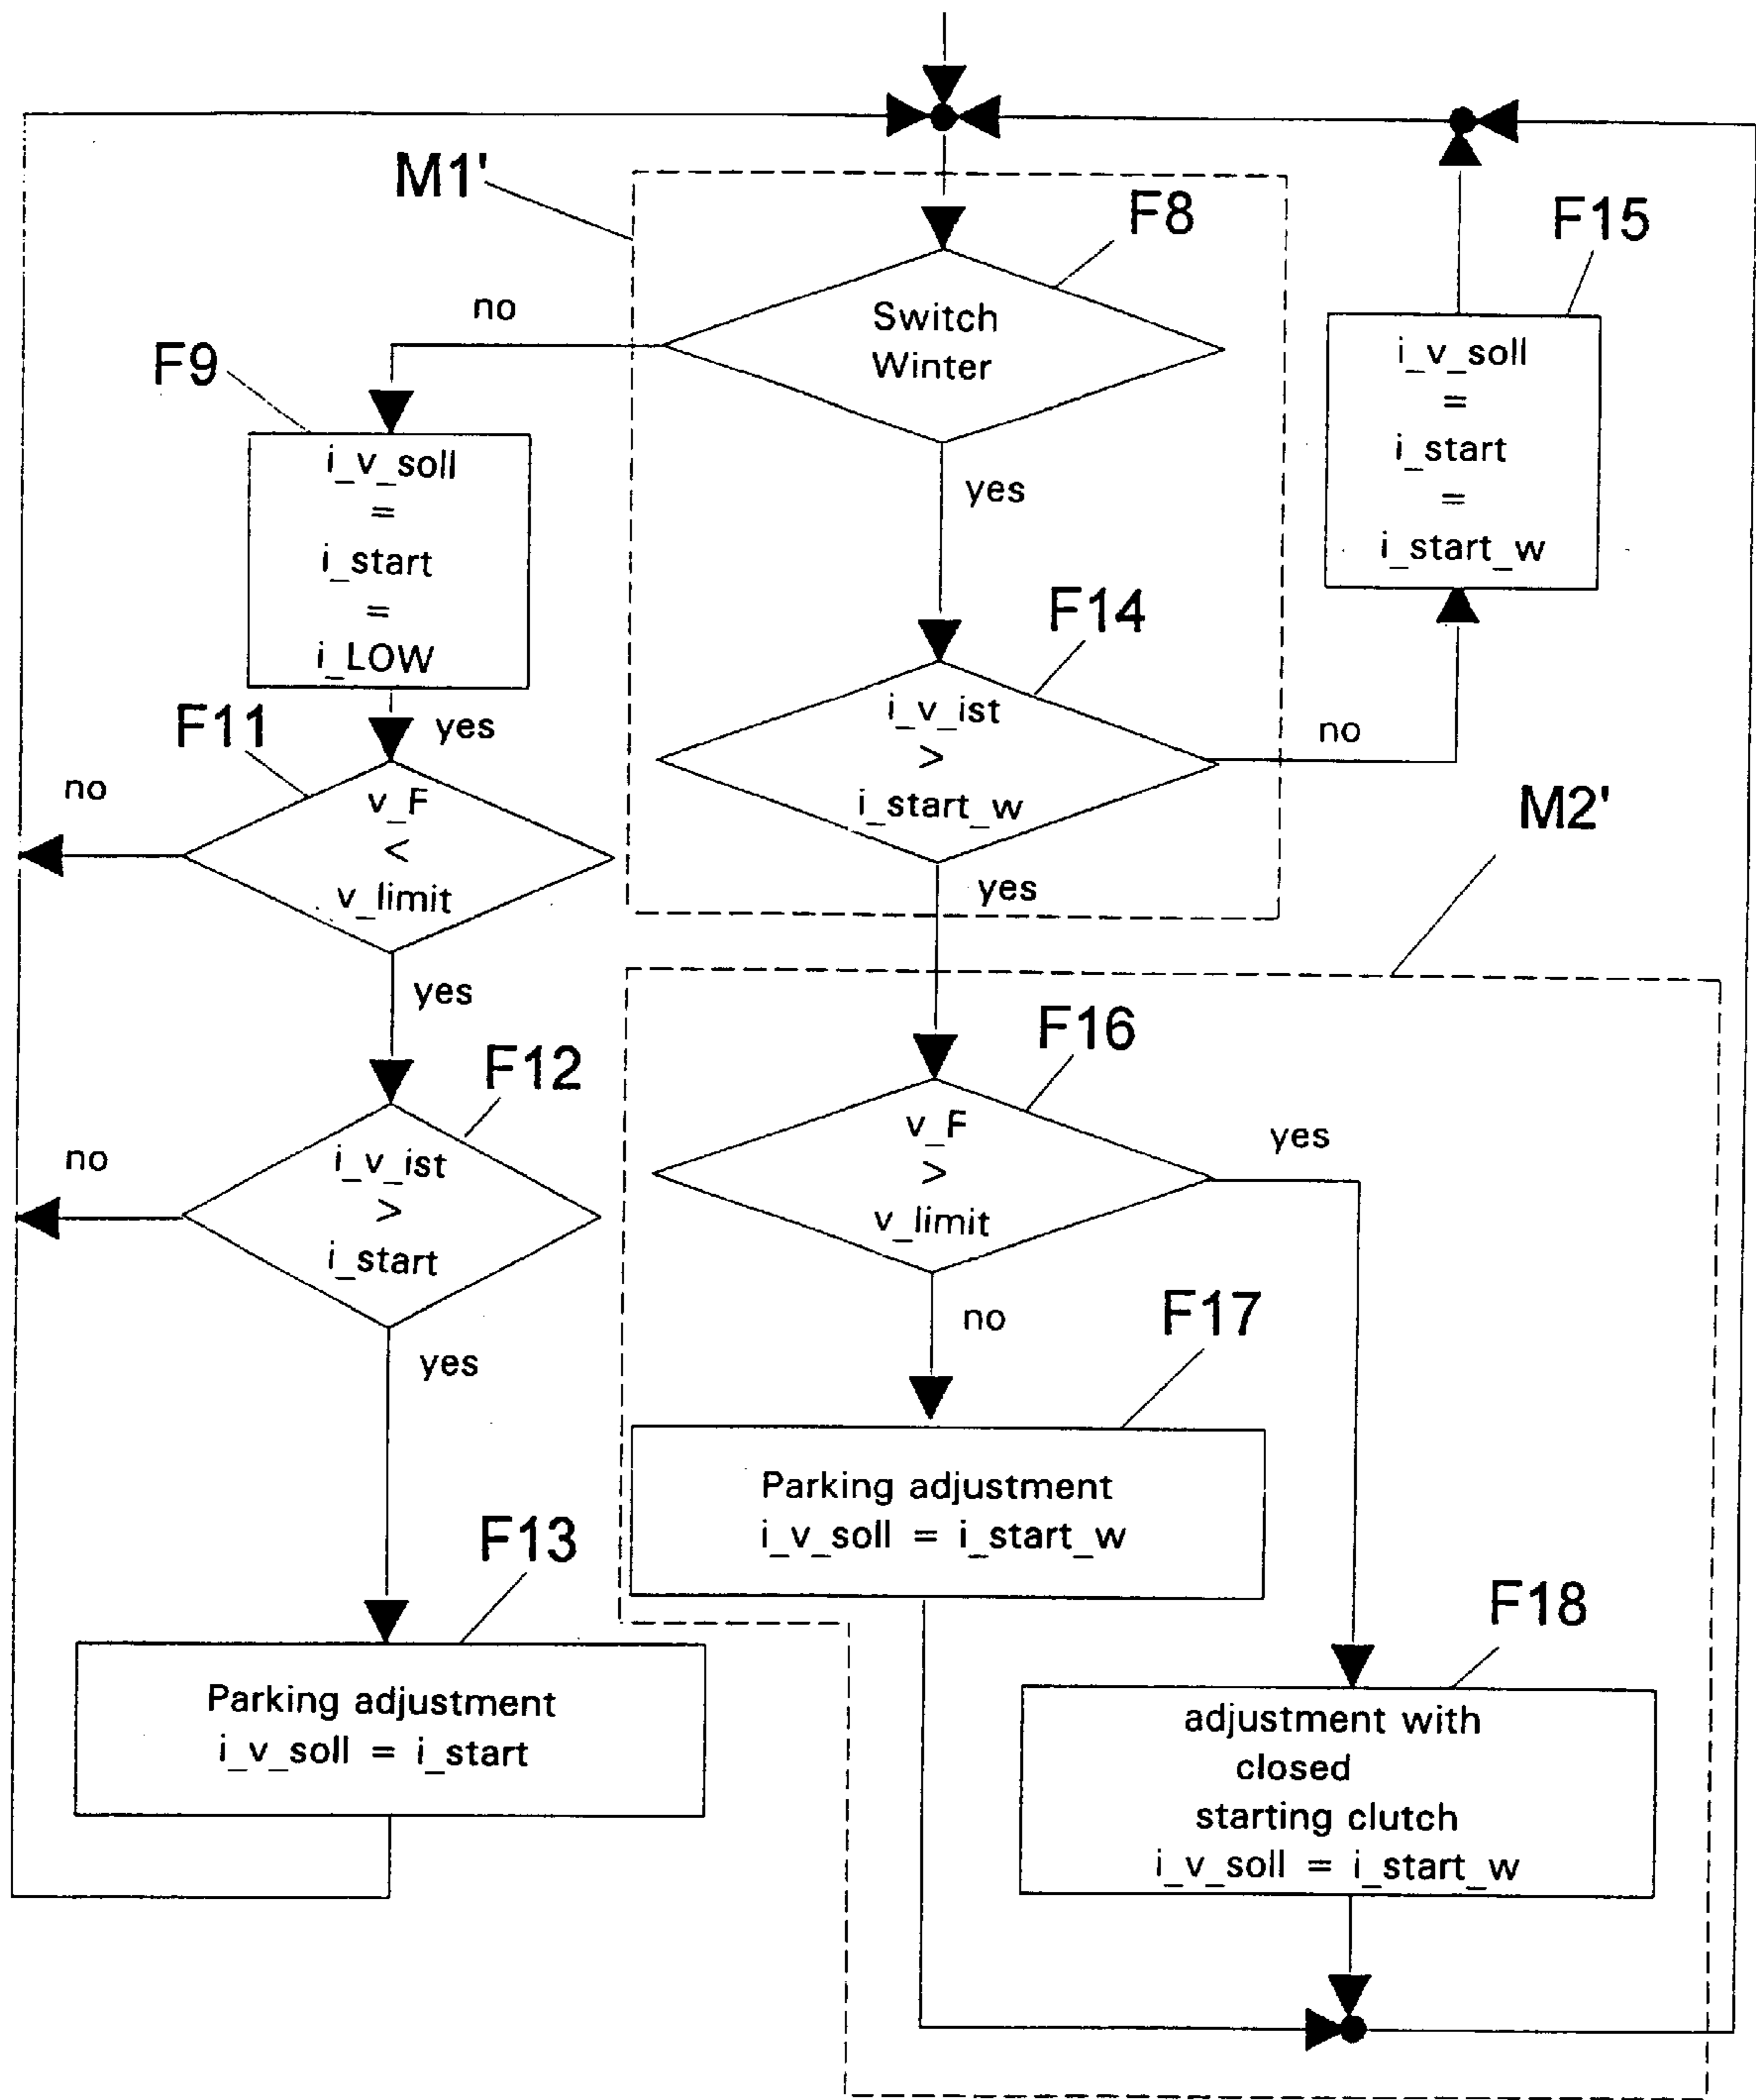 M1'
F8
Switch
Winter
no
yes
F9
i_v_soll
=
i_start
=
i_LOW
yes
F15
i_v_soll
=
i_start
=
i_start_w
F14
i_v_ist
>
i_start_w
no
yes
F11
v_F
<
v_limit
no
yes
M2'
F12
i_v_ist
>
i_start
no
yes
F16
v_F
>
v_limit
yes
no
F17
Parking adjustment
i_v_soll = i_start_w
F13
Parking adjustment
i_v_soll = i_start
F18
adjustment with
closed
starting clutch
i_v_soll = i_start_w